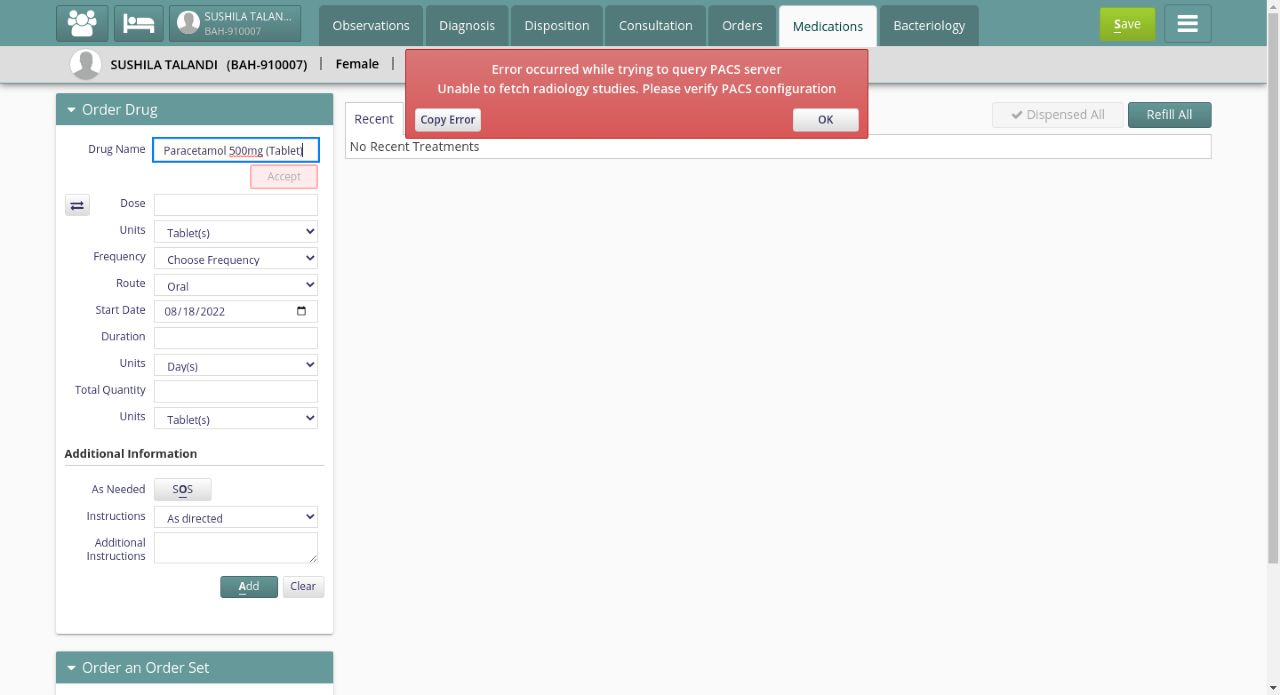 SUSHILA TALAN...
BAH-910007
Observations
Diagnosis
Disposition
Consultation
Orders
Medications
Bacteriology
Save
SUSHILA TALANDI (BAH-910007) | Female |
Error occurred while trying to query PACS server
Unable to fetch radiology studies. Please verify PACS configuration
Copy Error
OK
Order Drug
Drug Name
Paracetamol 500mg (Tablet)
Accept
Dose
Units
Tablet(s)
Frequency
Choose Frequency
Route
Oral
Start Date
08/18/2022
Duration
Units
Day(s)
Total Quantity
Units
Tablet(s)
Additional Information
As Needed
SOS
Instructions
As directed
Additional
Instructions
Add
Clear
Order an Order Set
Recent
Dispensed All
Refill All
No Recent Treatments